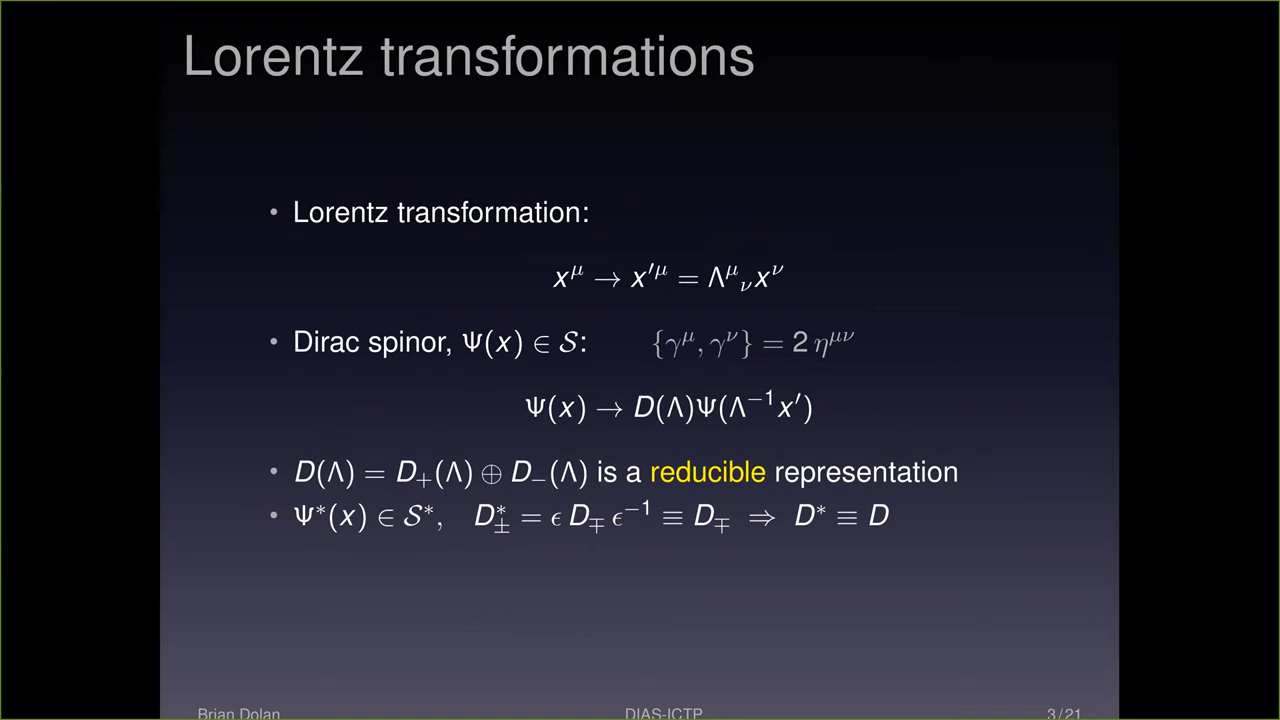 Lorentz transformations
• Lorentz transformation:
x^μ → x′^μ = Λ^μ_ν x^ν
• Dirac spinor, Ψ(x) ∈ 𝒮: {γ^μ, γ^ν} = 2 η^{μν}
Ψ(x) → D(Λ)Ψ(Λ^{−1}x′)
• D(Λ) = D_+(Λ) ⊕ D_−(Λ) is a reducible representation
• Ψ*(x) ∈ 𝒮*, D*_± = ϵ D_∓ ϵ^{−1} ≡ D_∓ ⇒ D* ≡ D
Brian Dolan DIAS-ICTP 3 / 21